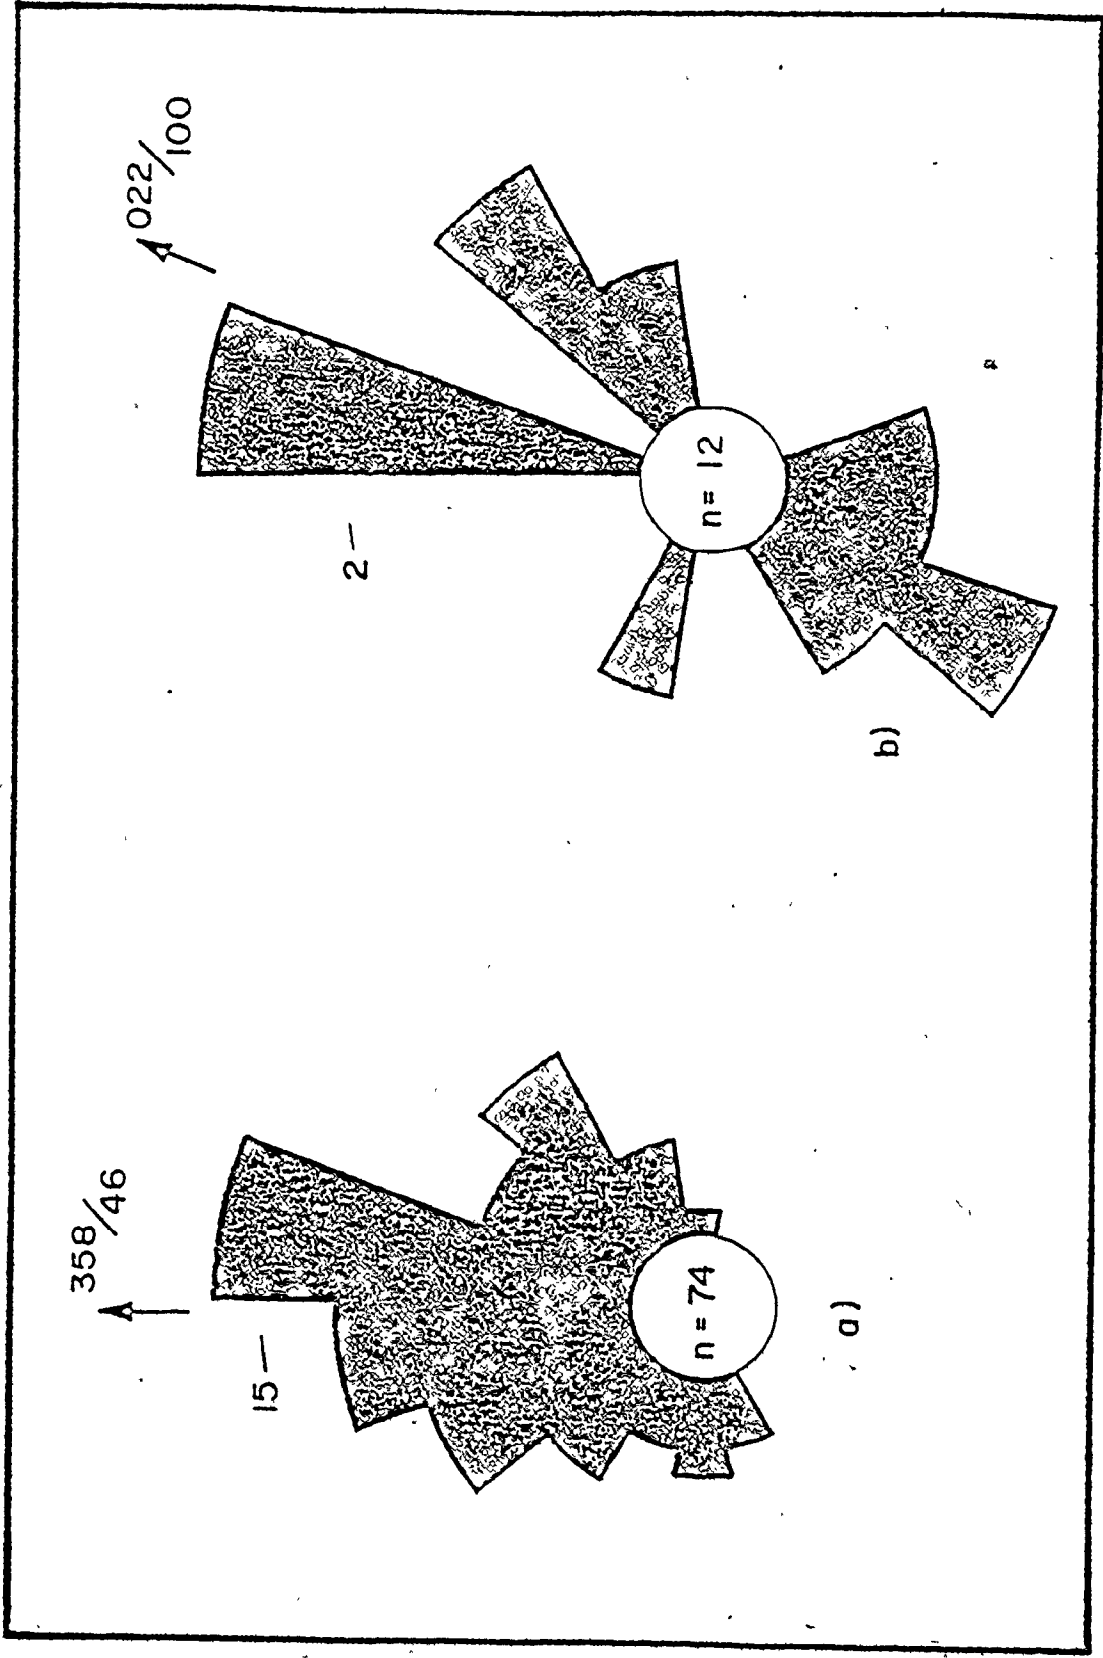 358/46
15 –
n = 74
a)
022/100
2 –
n = 12
b)